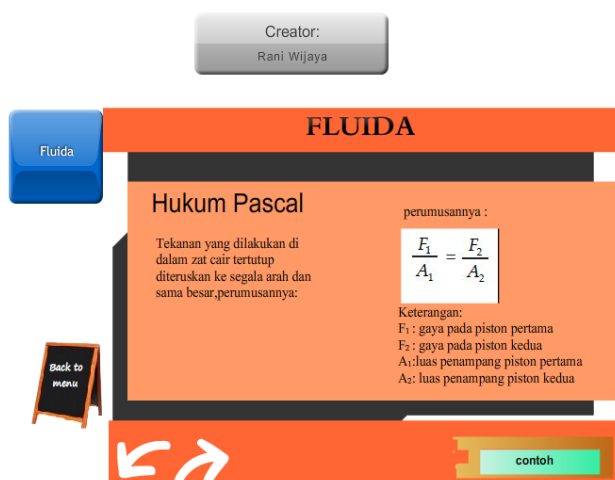 Creator:
Rani Wijaya
Fluida
FLUIDA
Hukum Pascal
Tekanan yang dilakukan di
dalam zat cair tertutup
diteruskan ke segala arah dan
sama besar,perumusannya:
perumusannya :
F₁/A₁ = F₂/A₂
Keterangan:
F₁ : gaya pada piston pertama
F₂ : gaya pada piston kedua
A₁:luas penampang piston pertama
A₂: luas penampang piston kedua
Back to
menu
contoh